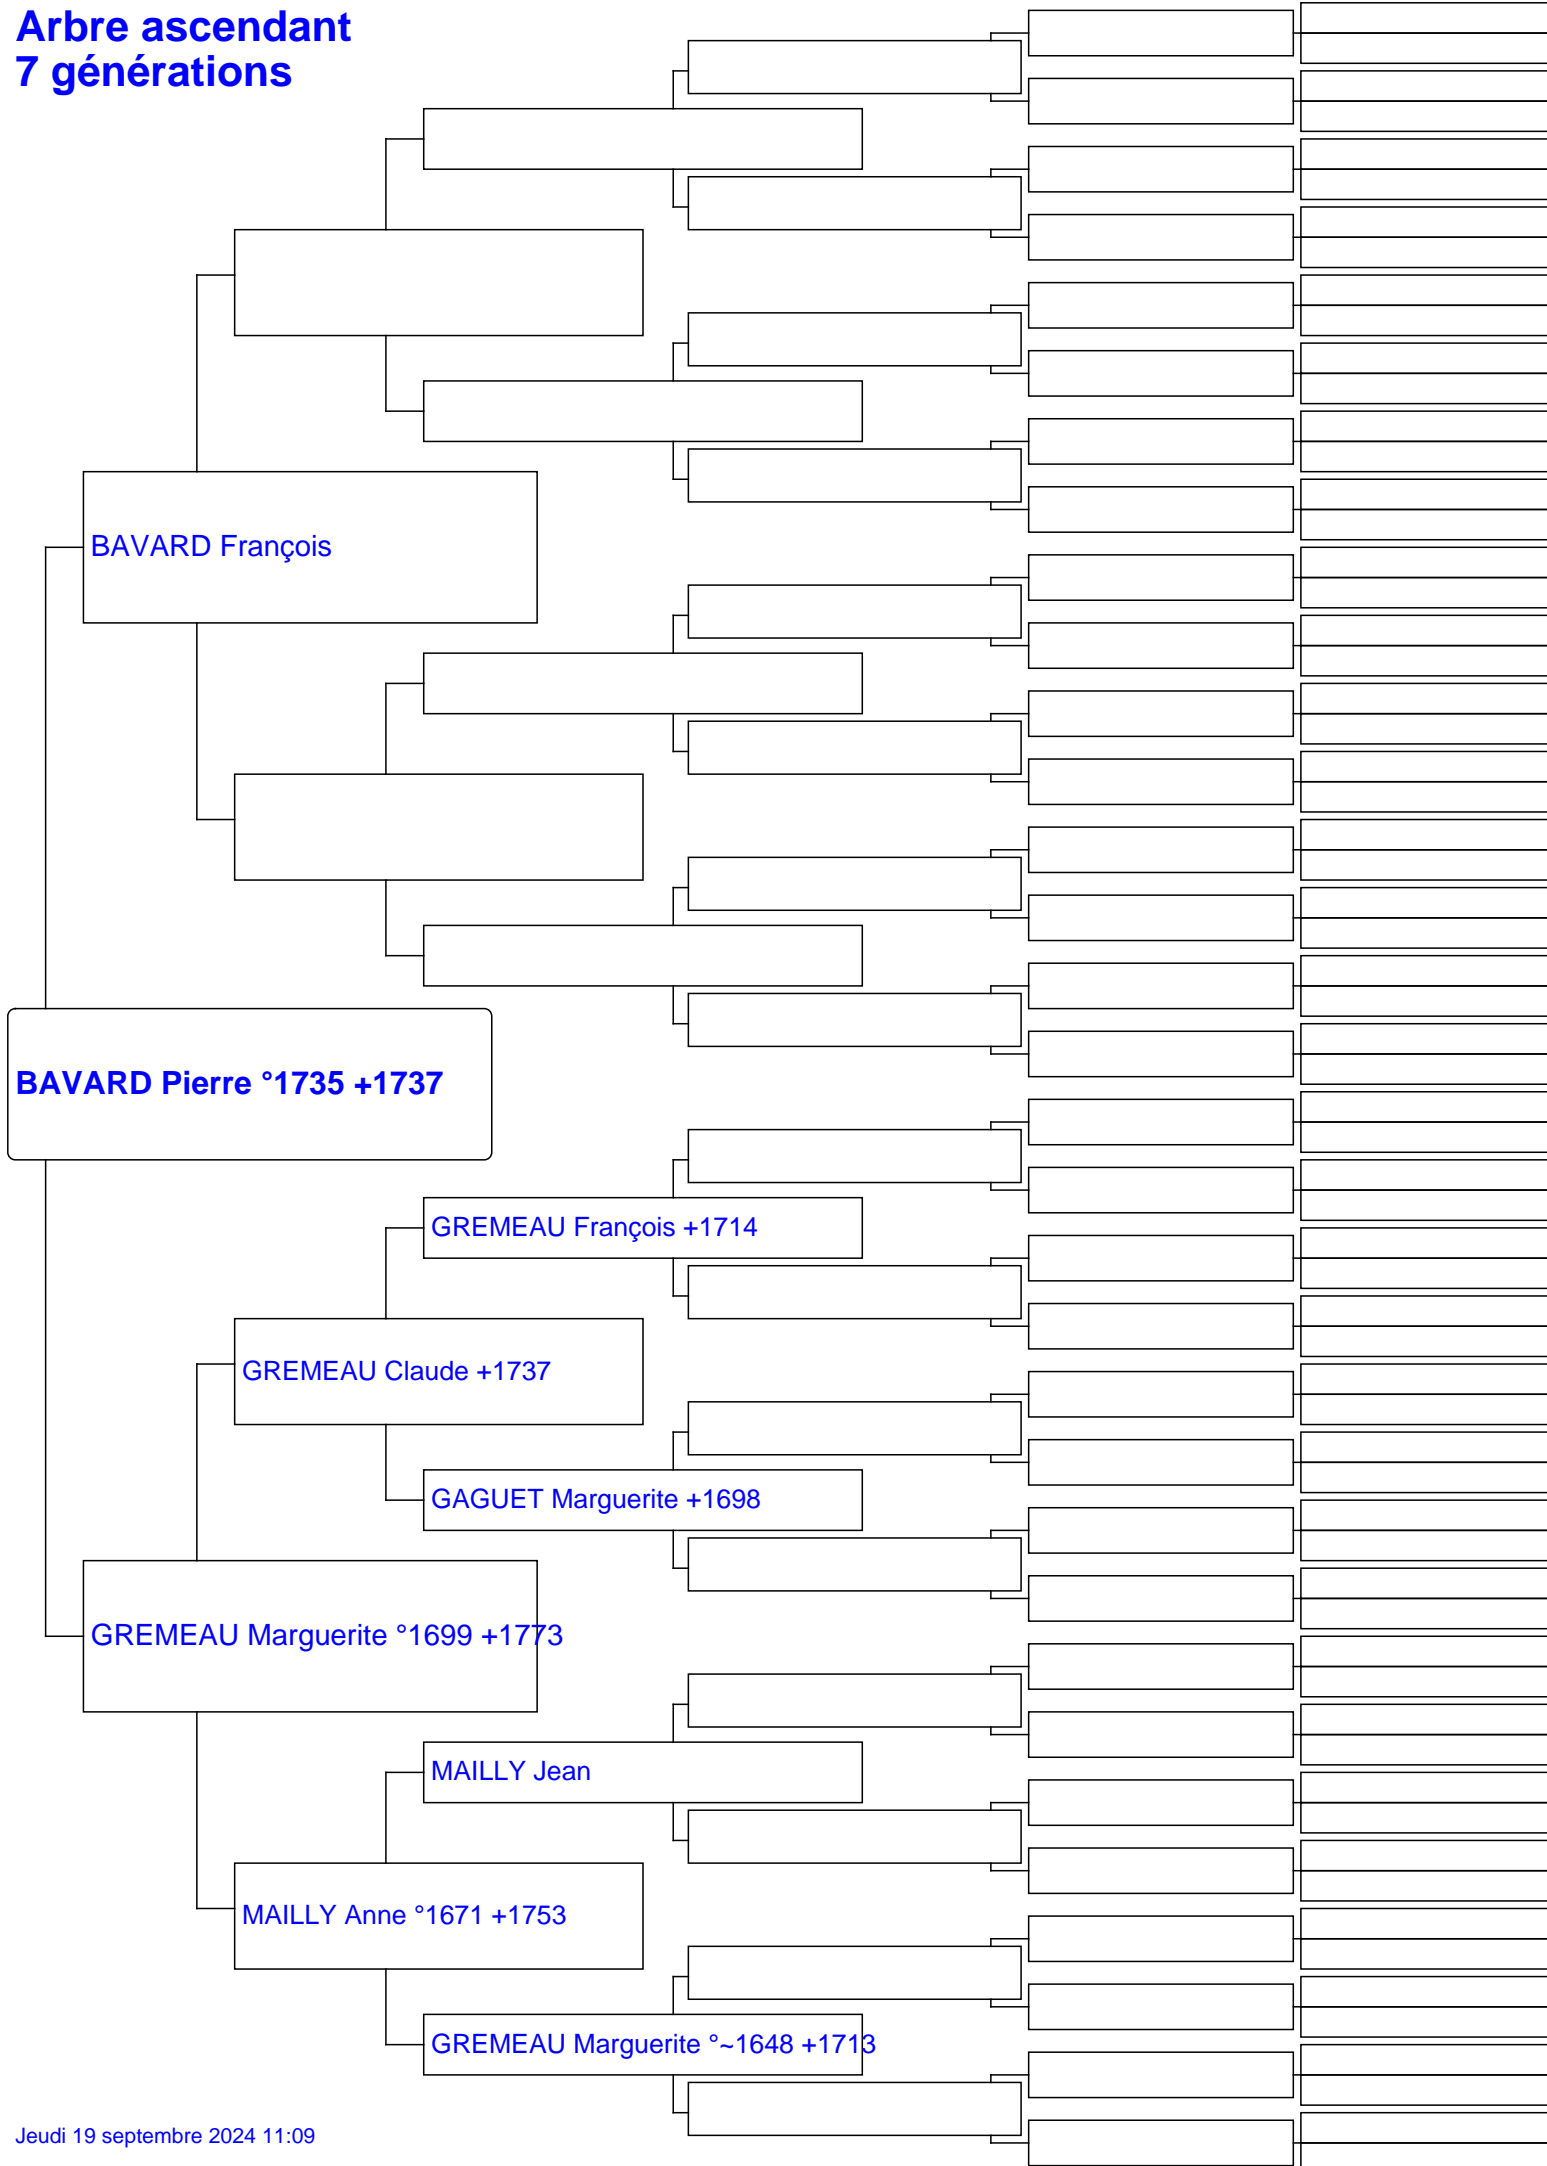 Arbre ascendant
7 générations
BAVARD François
BAVARD Pierre °1735 +1737
GREMEAU François +1714
GREMEAU Claude +1737
GAGUET Marguerite +1698
GREMEAU Marguerite °1699 +1773
MAILLY Jean
MAILLY Anne °1671 +1753
GREMEAU Marguerite °~1648 +1713
Jeudi 19 septembre 2024 11:09